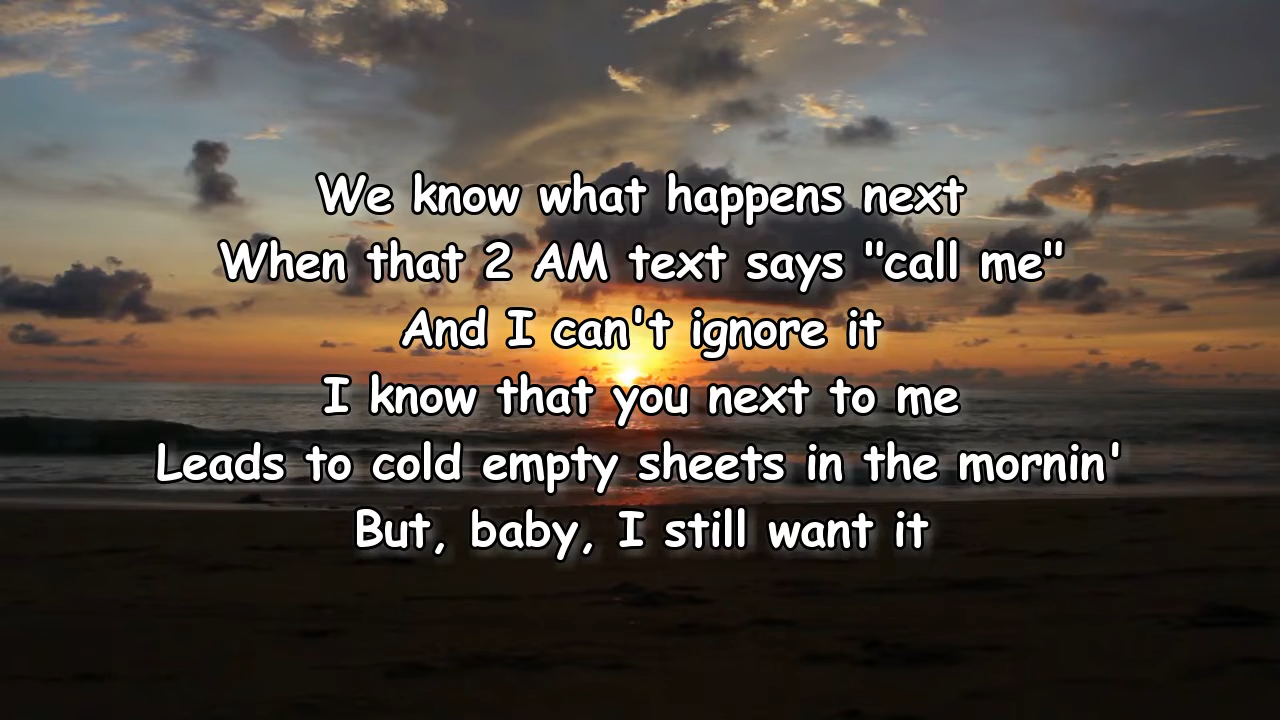 We know what happens next
When that 2 AM text says "call me"
And I can't ignore it
I know that you next to me
Leads to cold empty sheets in the mornin'
But, baby, I still want it